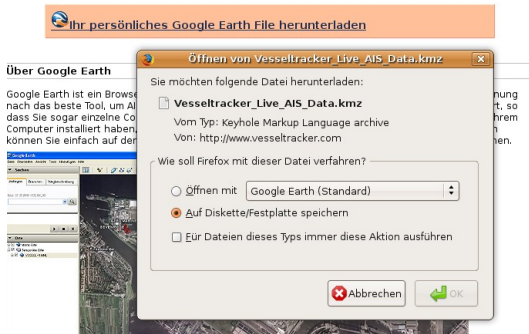 Ihr persönliches Google Earth File herunterladen
Öffnen von Vesseltracker_Live_AIS_Data.kmz
Über Google Earth
Sie möchten folgende Datei herunterladen:
Google Earth ist ein Browse
nung
Vesseltracker_Live_AIS_Data.kmz
nach das beste Tool, um AI
t, so
dass Sie sogar einzelne Co
hrem
Vom Typ: Keyhole Markup Language archive
Computer installiert haben,
n
Von: http://www.vesseltracker.com
können Sie einfach auf der
nen.
Wie soll Firefox mit dieser Datei verfahren?
Öffnen mit
Google Earth (Standard)
Auf Diskette/Festplatte speichern
Für Dateien dieses Typs immer diese Aktion ausführen
Abbrechen
OK